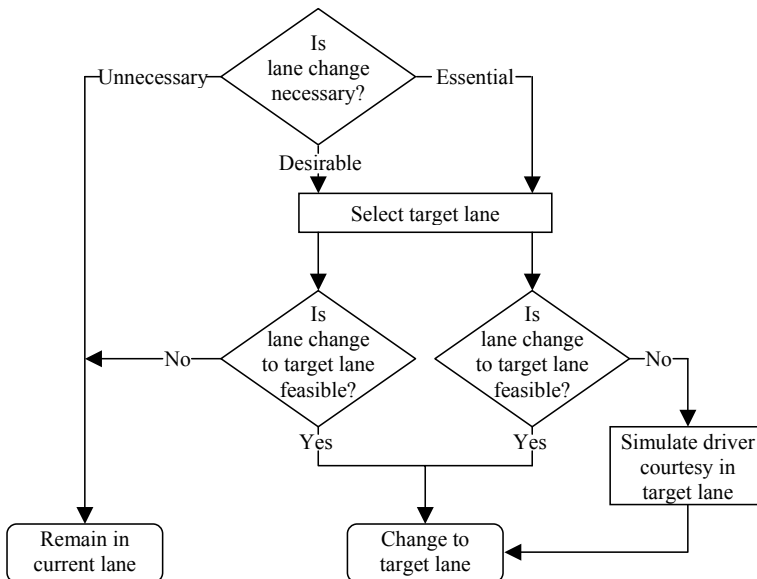 Is
lane change
necessary?
Unnecessary
Essential
Desirable
Select target lane
Is
lane change
to target lane
feasible?
Is
lane change
to target lane
feasible?
No
No
Yes
Yes
Simulate driver
courtesy in
target lane
Remain in
current lane
Change to
target lane